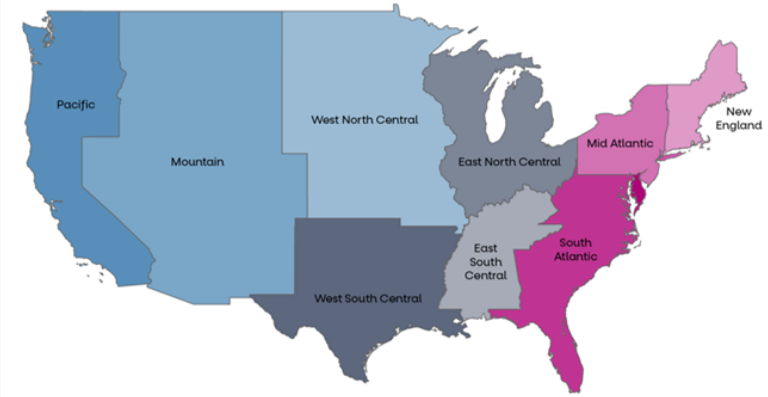 Pacific
Mountain
West North Central
East North Central
Mid Atlantic
New
England
West South Central
East
South
Central
South
Atlantic